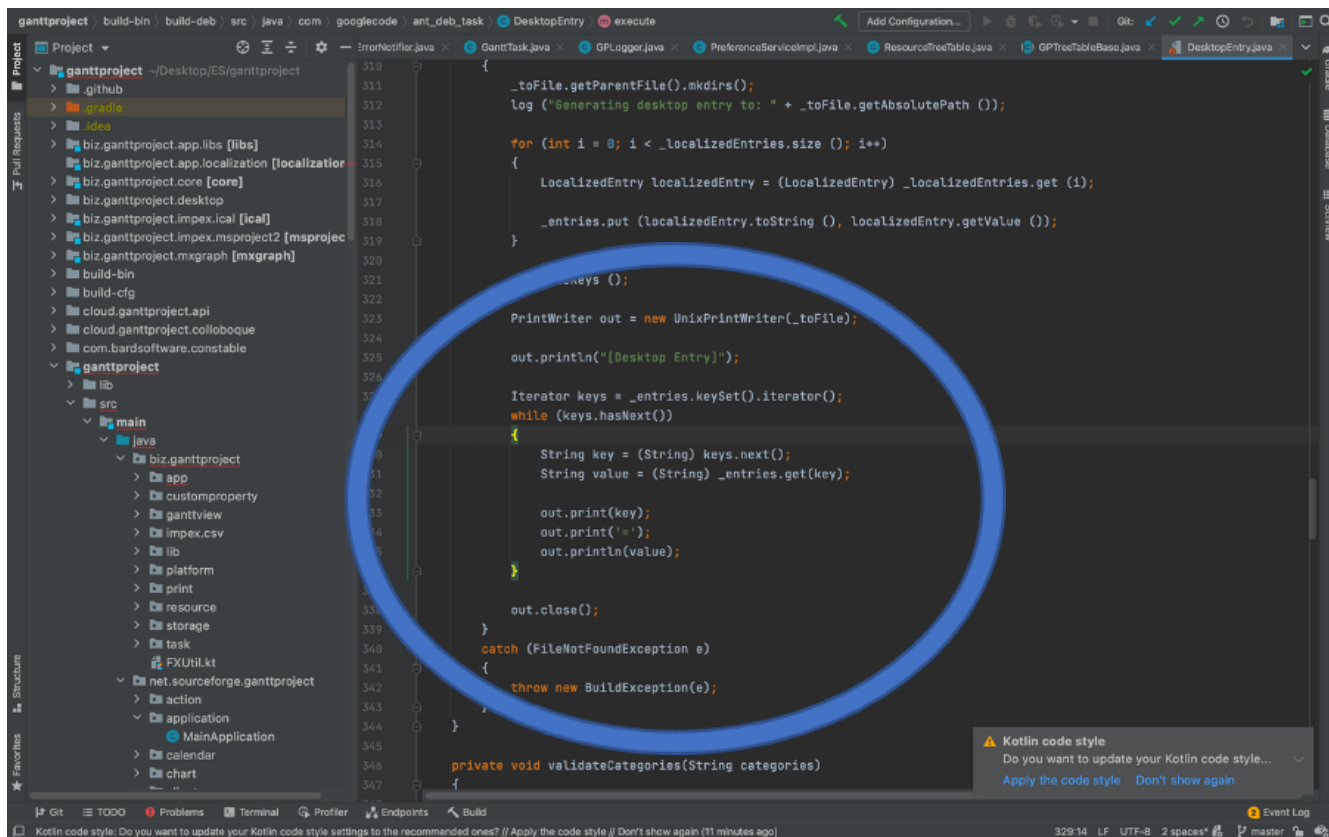 ganttproject build-bin build-deb src java com googlecode ant_deb_task DesktopEntry execute Add Configuration... Git:
Project ErrorNotifier.java GanttTask.java GPLogger.java PreferenceServiceImpl.java ResourceTreeTable.java GPTreeTableBase.java DesktopEntry.java
Project
Pull Requests
Structure
Favorites
ganttproject ~/Desktop/ES/ganttproject
.github
.gradle
.idea
biz.ganttproject.app.libs [libs]
biz.ganttproject.app.localization [localization
biz.ganttproject.core [core]
biz.ganttproject.desktop
biz.ganttproject.impex.ical [ical]
biz.ganttproject.impex.msproject2 [msprojec
biz.ganttproject.mxgraph [mxgraph]
build-bin
build-cfg
cloud.ganttproject.api
cloud.ganttproject.colloboque
com.bardsoftware.constable
ganttproject
lib
src
main
java
biz.ganttproject
app
customproperty
ganttview
impex.csv
lib
platform
print
resource
storage
task
FXUtil.kt
net.sourceforge.ganttproject
action
application
MainApplication
calendar
chart
310 {
311 _toFile.getParentFile().mkdirs();
312 log ("Generating desktop entry to: " + _toFile.getAbsolutePath ());
313
314 for (int i = 0; i < _localizedEntries.size (); i++)
315 {
316 LocalizedEntry localizedEntry = (LocalizedEntry) _localizedEntries.get (i);
317
318 _entries.put (localizedEntry.toString (), localizedEntry.getValue ());
319 }
320
321 keys ();
322
323 PrintWriter out = new UnixPrintWriter(_toFile);
324
325 out.println("[Desktop Entry]");
326
Iterator keys = _entries.keySet().iterator();
while (keys.hasNext())
{
String key = (String) keys.next();
String value = (String) _entries.get(key);
out.print(key);
out.print('=');
out.println(value);
}
338 out.close();
339 }
340 catch (FileNotFoundException e)
341 {
342 throw new BuildException(e);
343 }
344 }
345
346 private void validateCategories(String categories)
347 {
Kotlin code style
Do you want to update your Kotlin code style...
Apply the code style Don't show again
Git TODO Problems Terminal Profiler Endpoints Build 2 Event Log
Kotlin code style: Do you want to update your Kotlin code style settings to the recommended ones? // Apply the code style // Don't show again (11 minutes ago) 329:14 LF UTF-8 2 spaces* master